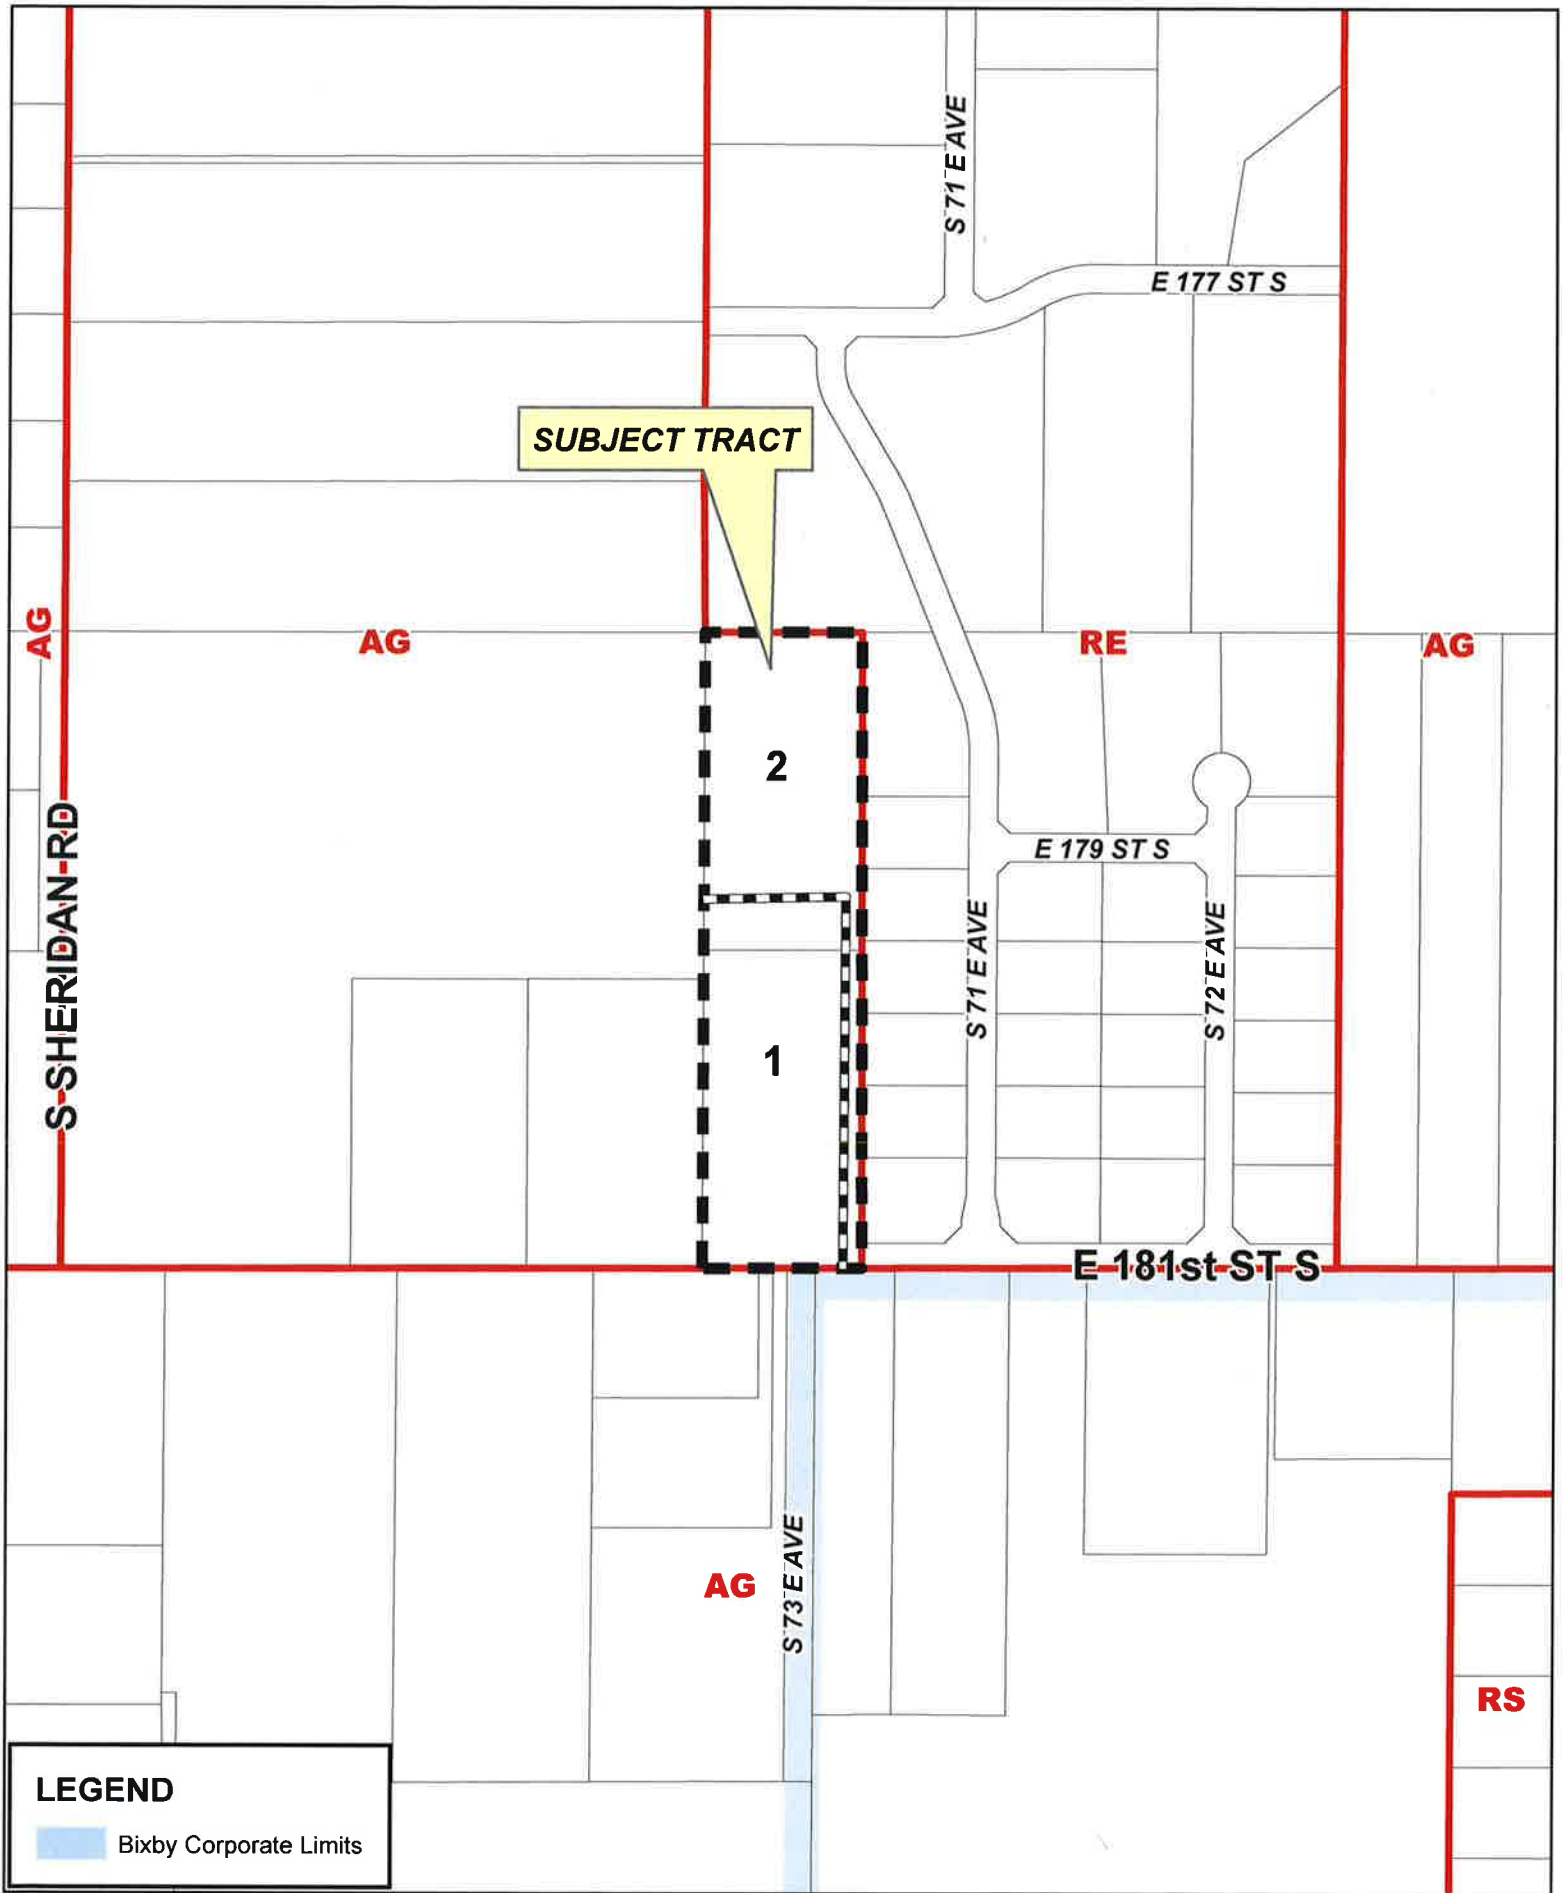 S 71 E AVE
E 177 ST S
SUBJECT TRACT
AG
AG
RE
AG
2
E 179 ST S
S SHERIDAN RD
S 71 E AVE
S 72 E AVE
1
E 181st ST S
S 73 E AVE
AG
RS
LEGEND
Bixby Corporate Limits